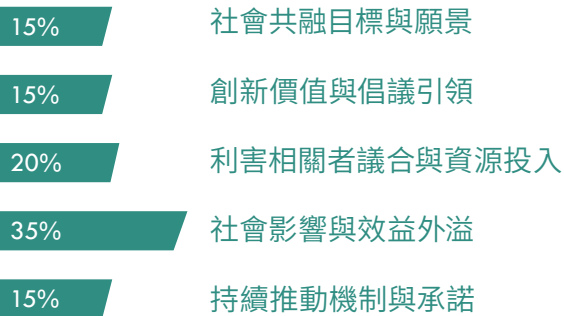 15% 社會共融目標與願景
15% 創新價值與倡議引領
20% 利害相關者議合與資源投入
35% 社會影響與效益外溢
15% 持續推動機制與承諾